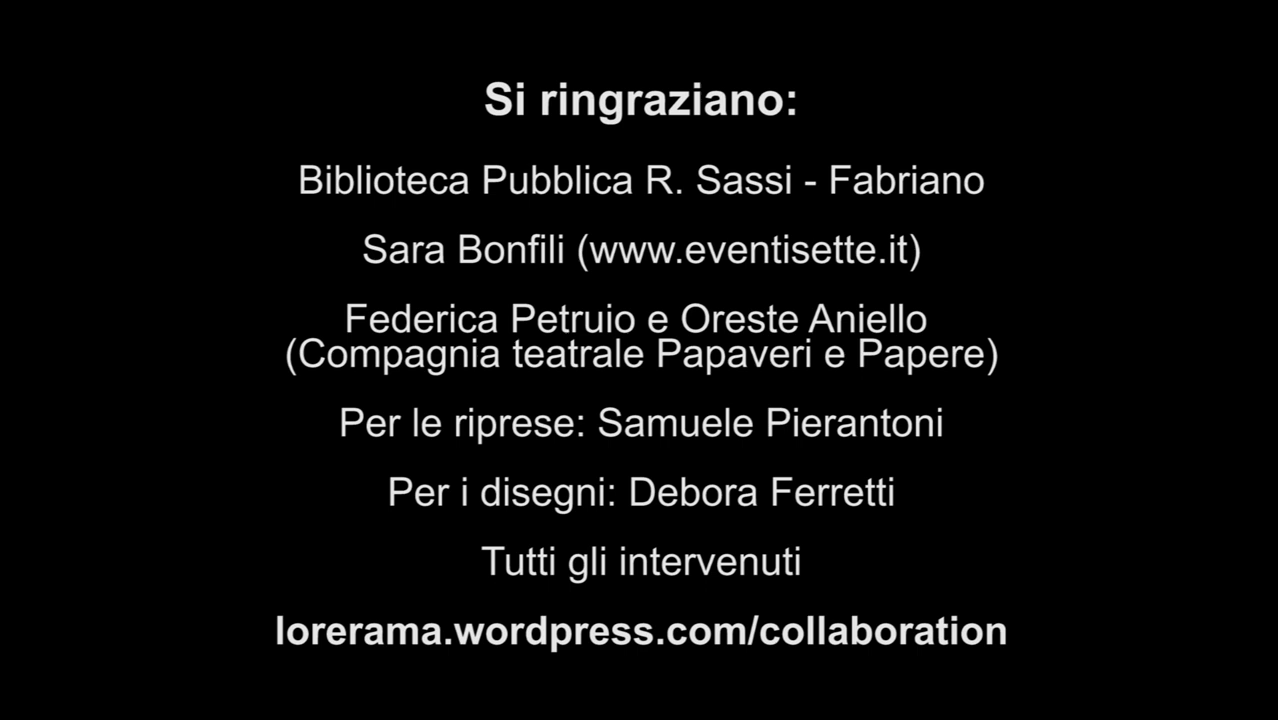 Si ringraziano:
Biblioteca Pubblica R. Sassi - Fabriano
Sara Bonfili (www.eventisette.it)
Federica Petruio e Oreste Aniello
(Compagnia teatrale Papaveri e Papere)
Per le riprese: Samuele Pierantoni
Per i disegni: Debora Ferretti
Tutti gli intervenuti
lorerama.wordpress.com/collaboration